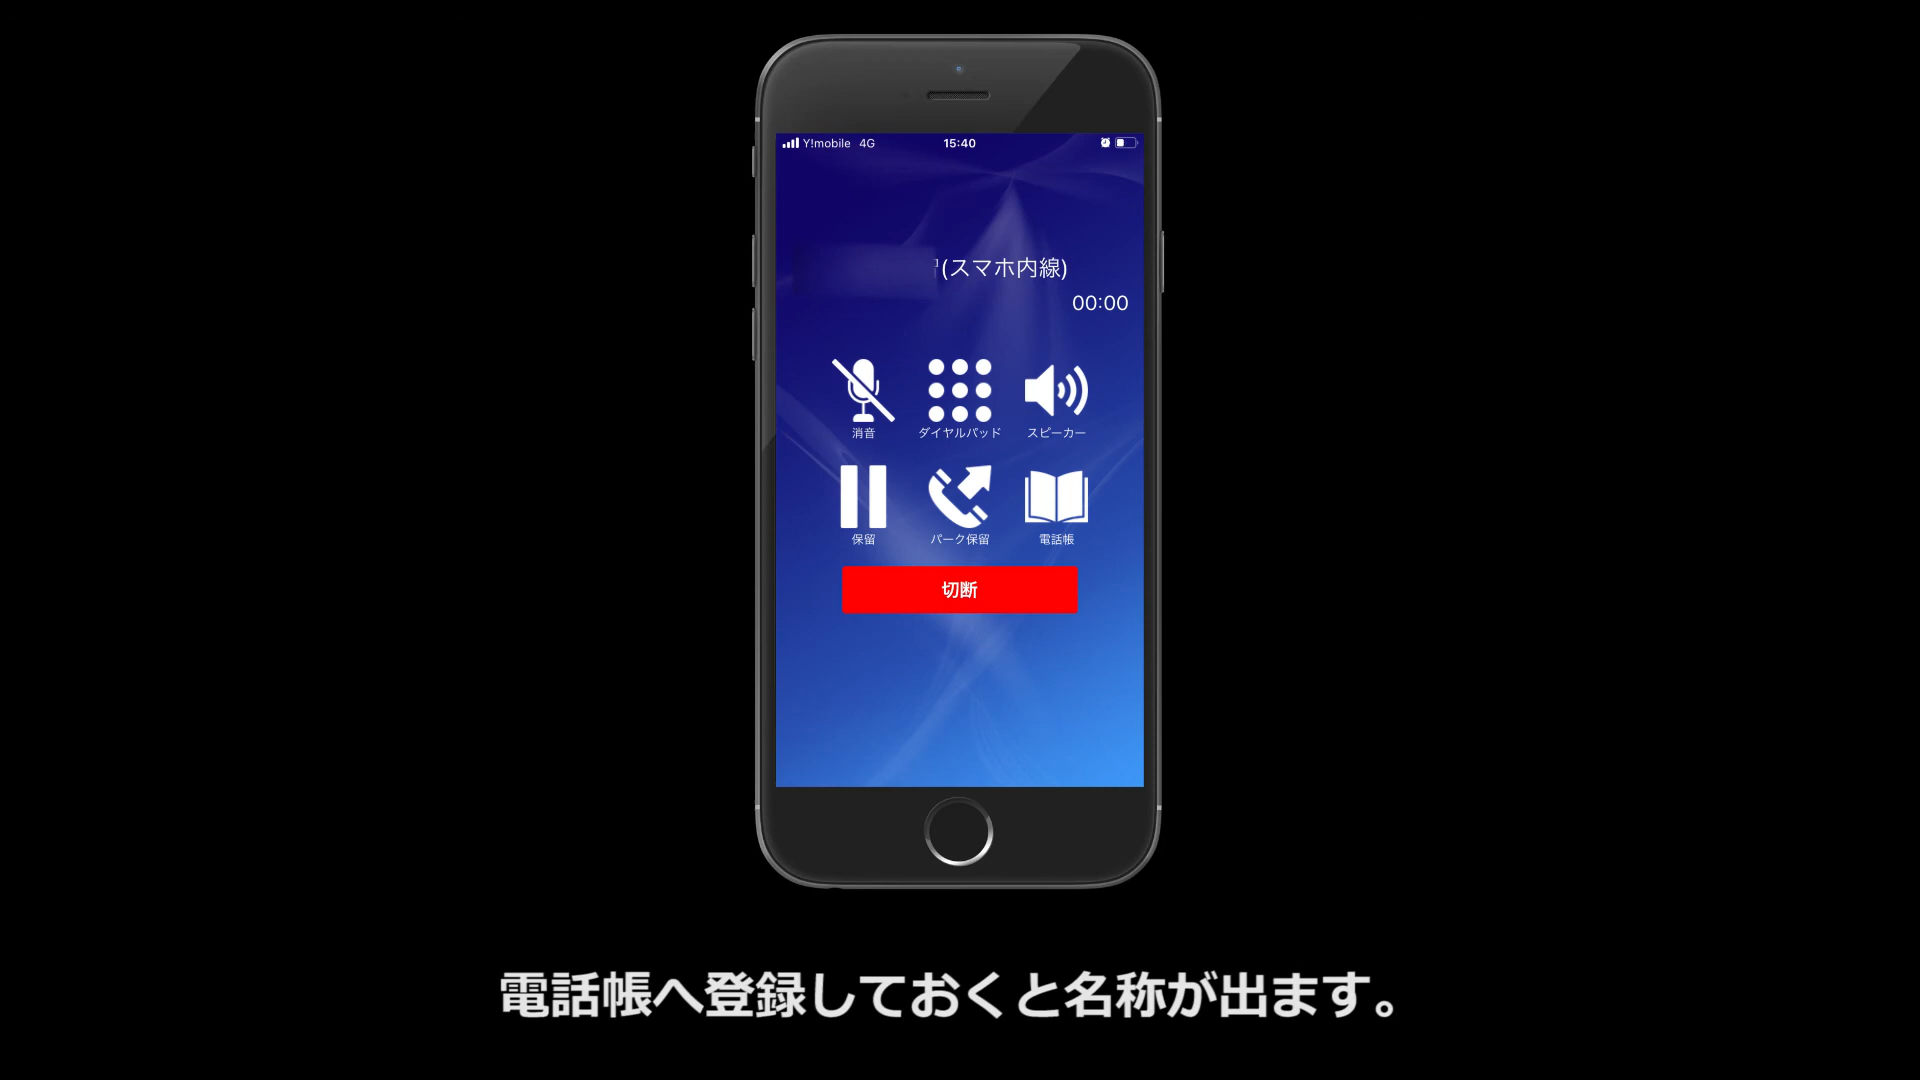 Y!mobile 4G 15:40
(スマホ内線)
00:00
消音 ダイヤルパッド スピーカー
保留 パーク保留 電話帳
切断
電話帳へ登録しておくと名称が出ます。